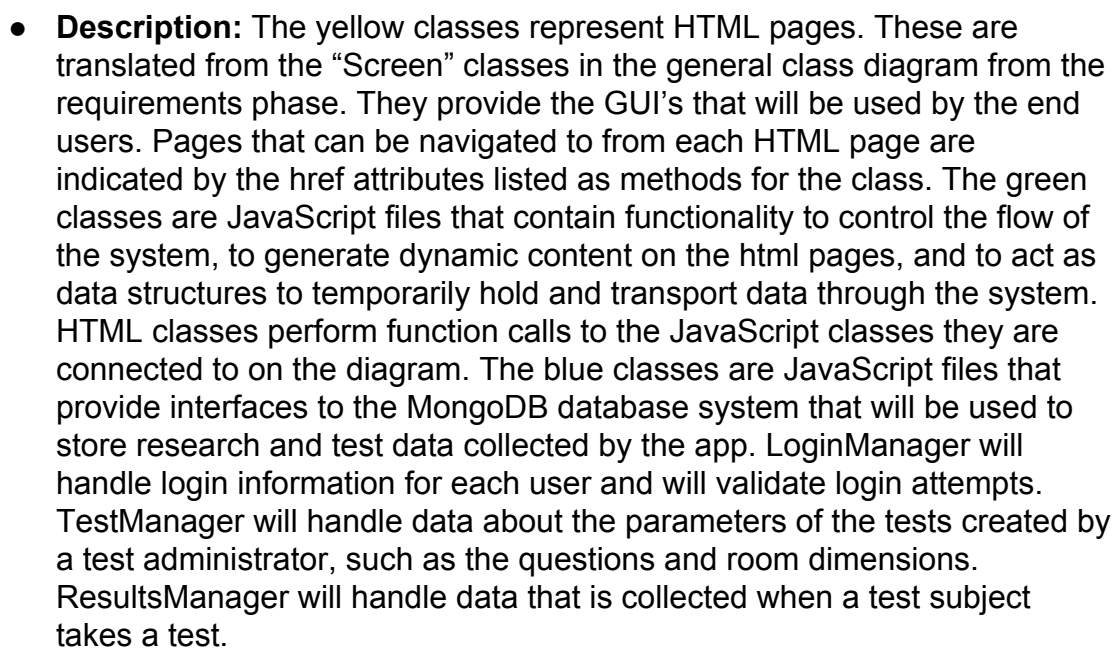 ● Description: The yellow classes represent HTML pages. These are
translated from the “Screen” classes in the general class diagram from the
requirements phase. They provide the GUI’s that will be used by the end
users. Pages that can be navigated to from each HTML page are
indicated by the href attributes listed as methods for the class. The green
classes are JavaScript files that contain functionality to control the flow of
the system, to generate dynamic content on the html pages, and to act as
data structures to temporarily hold and transport data through the system.
HTML classes perform function calls to the JavaScript classes they are
connected to on the diagram. The blue classes are JavaScript files that
provide interfaces to the MongoDB database system that will be used to
store research and test data collected by the app. LoginManager will
handle login information for each user and will validate login attempts.
TestManager will handle data about the parameters of the tests created by
a test administrator, such as the questions and room dimensions.
ResultsManager will handle data that is collected when a test subject
takes a test.